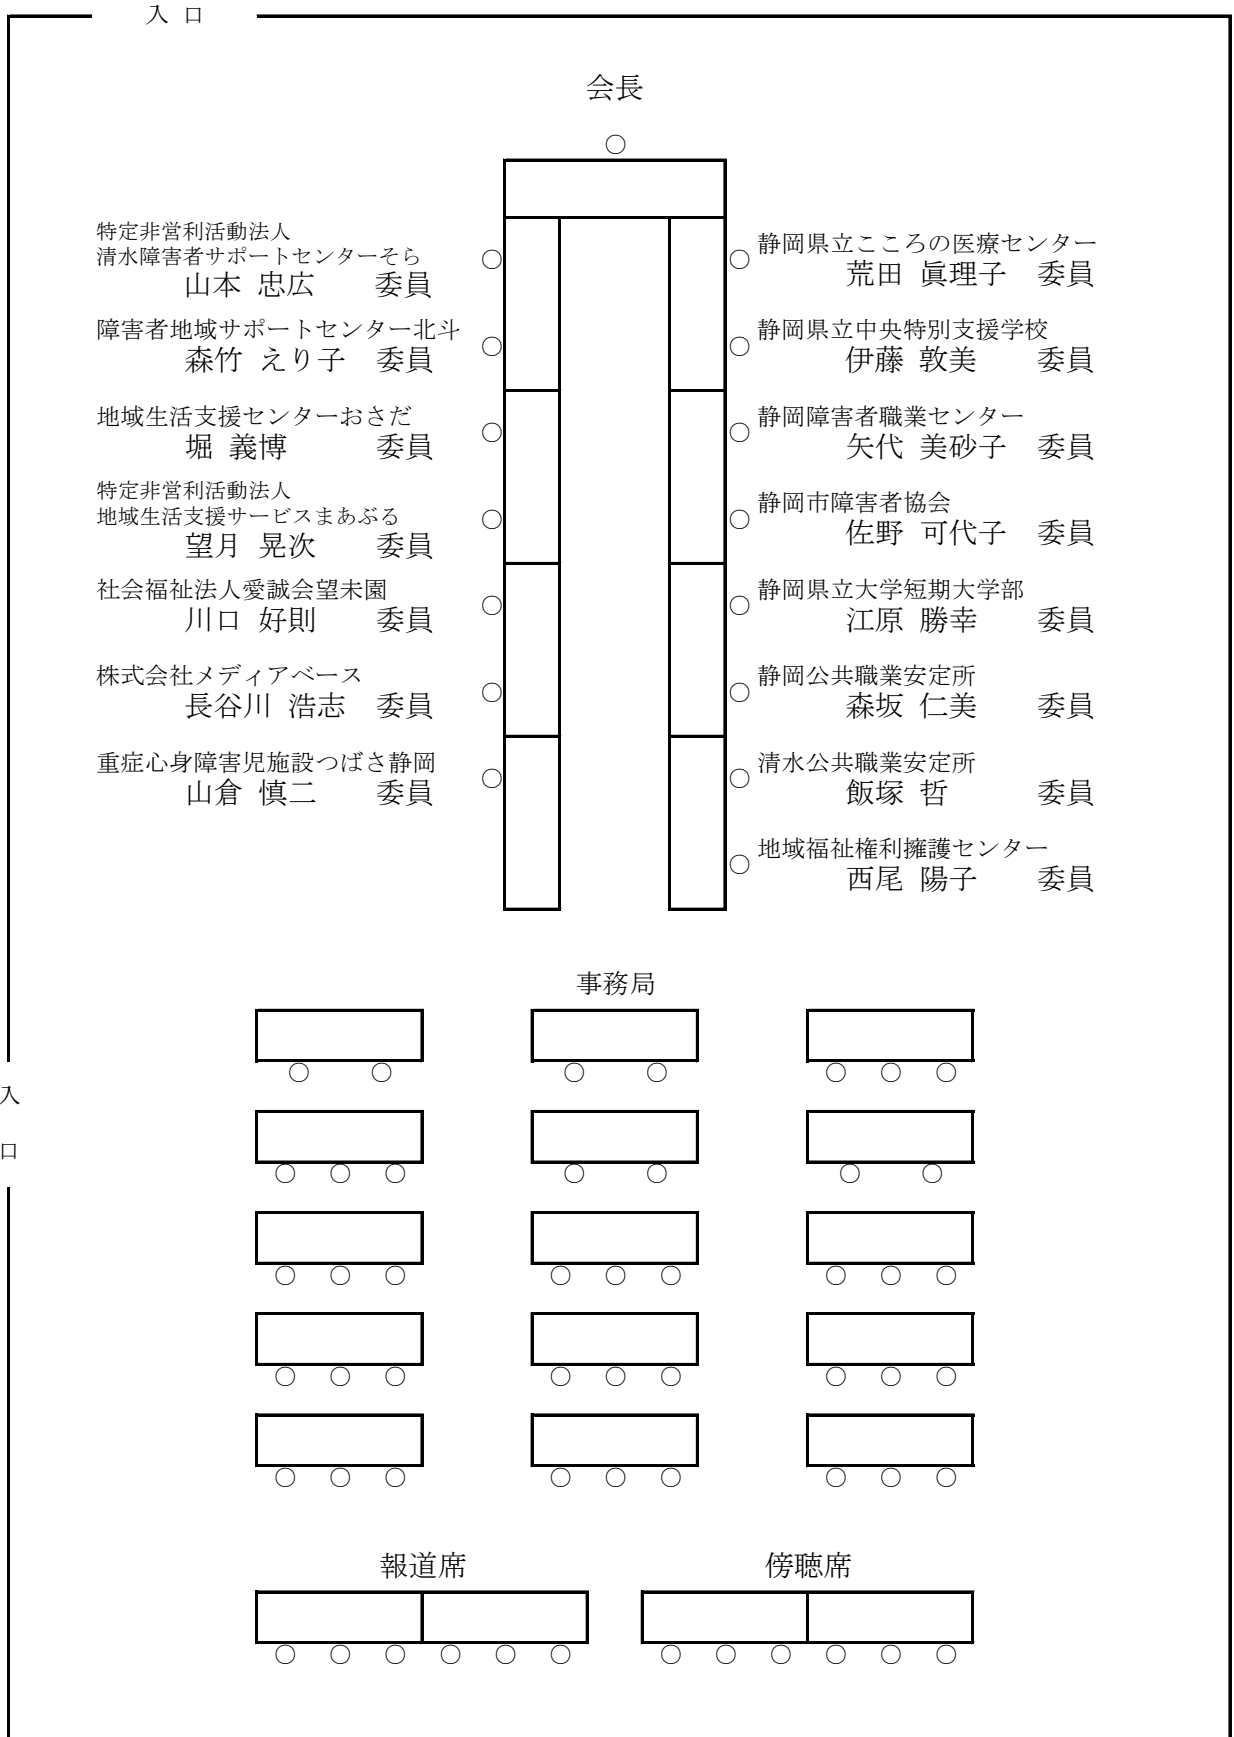 入 口
会長
特定非営利活動法人
清水障害者サポートセンターそら
山本 忠広 委員
障害者地域サポートセンター北斗
森竹 えり子 委員
地域生活支援センターおさだ
堀 義博 委員
特定非営利活動法人
地域生活支援サービスまあぶる
望月 晃次 委員
社会福祉法人愛誠会望未園
川口 好則 委員
株式会社メディアベース
長谷川 浩志 委員
重症心身障害児施設つばさ静岡
山倉 慎二 委員
静岡県立こころの医療センター
荒田 眞理子 委員
静岡県立中央特別支援学校
伊藤 敦美 委員
静岡障害者職業センター
矢代 美砂子 委員
静岡市障害者協会
佐野 可代子 委員
静岡県立大学短期大学部
江原 勝幸 委員
静岡公共職業安定所
森坂 仁美 委員
清水公共職業安定所
飯塚 哲 委員
地域福祉権利擁護センター
西尾 陽子 委員
事務局
入
口
報道席
傍聴席